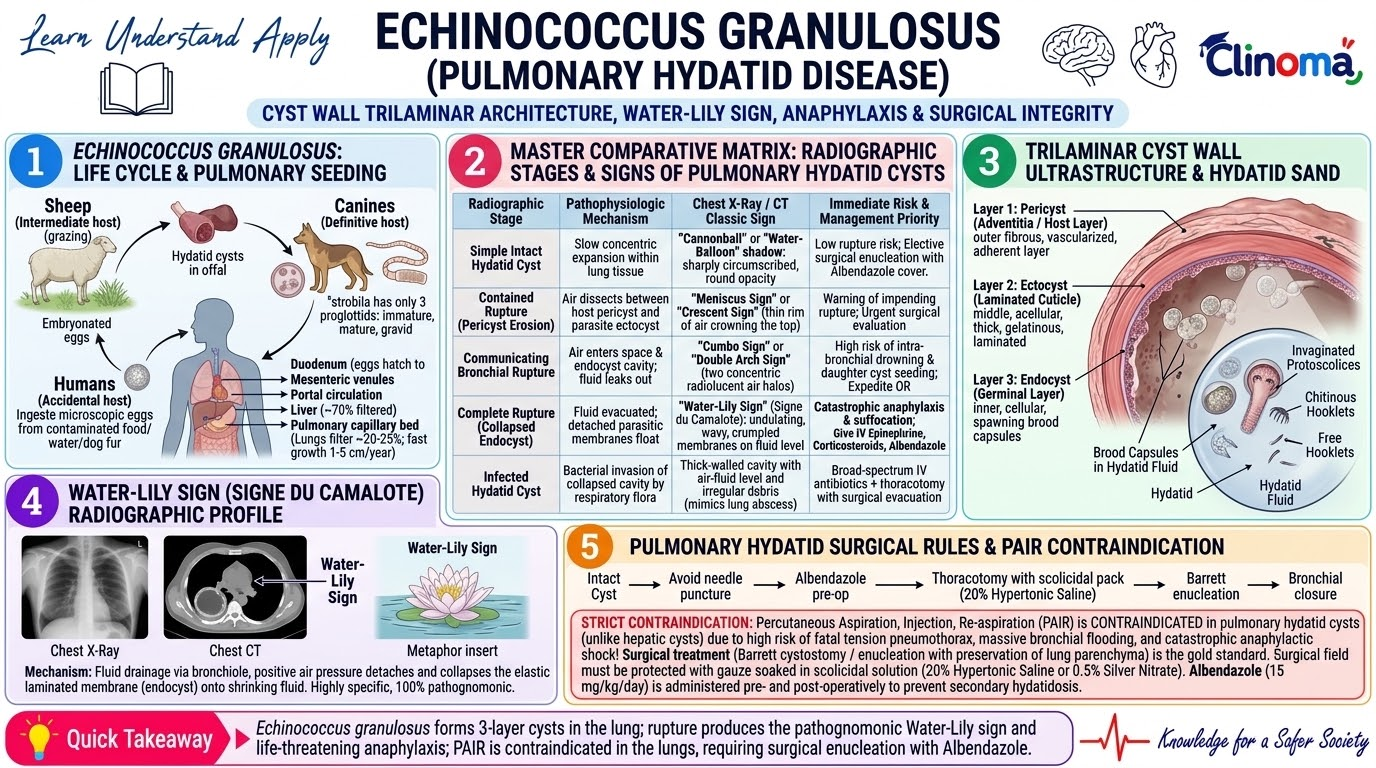 Learn Understand Apply
ECHINOCOCCUS GRANULOSUS
(PULMONARY HYDATID DISEASE)
Clinoma
CYST WALL TRILAMINAR ARCHITECTURE, WATER-LILY SIGN, ANAPHYLAXIS & SURGICAL INTEGRITY
1
ECHINOCOCCUS GRANULOSUS:
LIFE CYCLE & PULMONARY SEEDING
Sheep
(Intermediate host)
(grazing)
Hydatid cysts
in offal
Canines
(Definitive host)
*strobila has only 3
proglottids: immature,
mature, gravid
Embryonated
eggs
Humans
(Accidental host)
Ingeste microscopic eggs
from contaminated food/
water/dog fur
Duodenum (eggs hatch to
Mesenteric venules
Portal circulation
Liver (~70% filtered)
Pulmonary capillary bed
(Lungs filter ~20-25%; fast
growth 1-5 cm/year)
2
MASTER COMPARATIVE MATRIX: RADIOGRAPHIC
STAGES & SIGNS OF PULMONARY HYDATID CYSTS
Radiographic
Stage
Pathophysiologic
Mechanism
Chest X-Ray / CT
Classic Sign
Immediate Risk &
Management Priority
Simple Intact
Hydatid Cyst
Slow concentric
expansion within
lung tissue
"Cannonball" or "Water-
Balloon" shadow:
sharply circumscribed,
round opacity
Low rupture risk; Elective
surgical enucleation with
Albendazole cover.
Contained
Rupture
(Pericyst Erosion)
Air dissects between
host pericyst and
parasite ectocyst
"Meniscus Sign" or
"Crescent Sign" (thin rim
of air crowning the top)
Warning of impending
rupture; Urgent surgical
evaluation
Communicating
Bronchial Rupture
Air enters space &
endocyst cavity;
fluid leaks out
"Cumbo Sign" or
"Double Arch Sign"
(two concentric
radiolucent air halos)
High risk of intra-
bronchial drowning &
daughter cyst seeding;
Expedite OR
Complete Rupture
(Collapsed
Endocyst)
Fluid evacuated;
detached parasitic
membranes float
"Water-Lily Sign" (Signe
du Camalote): undulating,
wavy, crumpled
membranes on fluid level
Catastrophic anaphylaxis
& suffocation;
Give IV Epineplurine,
Corticosteroids, Albendazole
Infected
Hydatid Cyst
Bacterial invasion of
collapsed cavity by
respiratory flora
Thick-walled cavity with
air-fluid level and
irregular dsbris
(mimics lung abscess)
Broad-spectrum IV
antibiotics + thoracotomy
with surgical evacuation
3
TRILAMINAR CYST WALL
ULTRASTRUCTURE & HYDATID SAND
Layer 1: Pericyst
(Adventitia / Host Layer)
outer fibrous, vascularized,
adherent layer
Layer 2: Ectocyst
(Laminated Cuticle)
middle, acellular,
thick, gelatinous,
laminated
Layer 3: Endocyst
(Germinal Layer)
inner, cellular,
spawning brood
capsules
Invaginated
Protoscolices
Chitinous
Hooklets
Free
Hooklets
Brood Capsules
in Hydatid Fluid
Hydatid
Hydatid
Fluid
4
WATER-LILY SIGN (SIGNE DU CAMALOTE)
RADIOGRAPHIC PROFILE
L
Water-
Lily
Sign
Water-Lily Sign
Chest X-Ray
Chest CT
Metaphor insert
Mechanism: Fluid drainage via bronchiole, positive air pressure detaches and collapses the elastic
laminated membrane (endocyst) onto shrinking fluid. Highly specific, 100% pathognomonic.
5
PULMONARY HYDATID SURGICAL RULES & PAIR CONTRAINDICATION
Intact
Cyst
Avoid needle
puncture
Albendazole
pre-op
Thoracotomy with scolicidal pack
(20% Hypertonic Saline)
Barrett
enucleation
Bronchial
closure
STRICT CONTRAINDICATION: Percutaneous Aspiration, Injection, Re-aspiration (PAIR) is CONTRAINDICATED in pulmonary hydatid cysts
(unlike hepatic cysts) due to high risk of fatal tension pneumothorax, massive bronchial flooding, and catastrophic anaphylactic
shock! Surgical treatment (Barrett cystostomy / enucleation with preservation of lung parenchyma) is the gold standard. Surgical field
must be protected with gauze soaked in scolicidal solution (20% Hypertonic Saline or 0.5% Silver Nitrate). Albendazole (15
mg/kg/day) is administered pre- and post-operatively to prevent secondary hydatidosis.
Quick Takeaway
Echinococcus granulosus forms 3-layer cysts in the lung; rupture produces the pathognomonic Water-Lily sign and
life-threatening anaphylaxis; PAIR is contraindicated in the lungs, requiring surgical enucleation with Albendazole.
Knowledge for a Safer Society